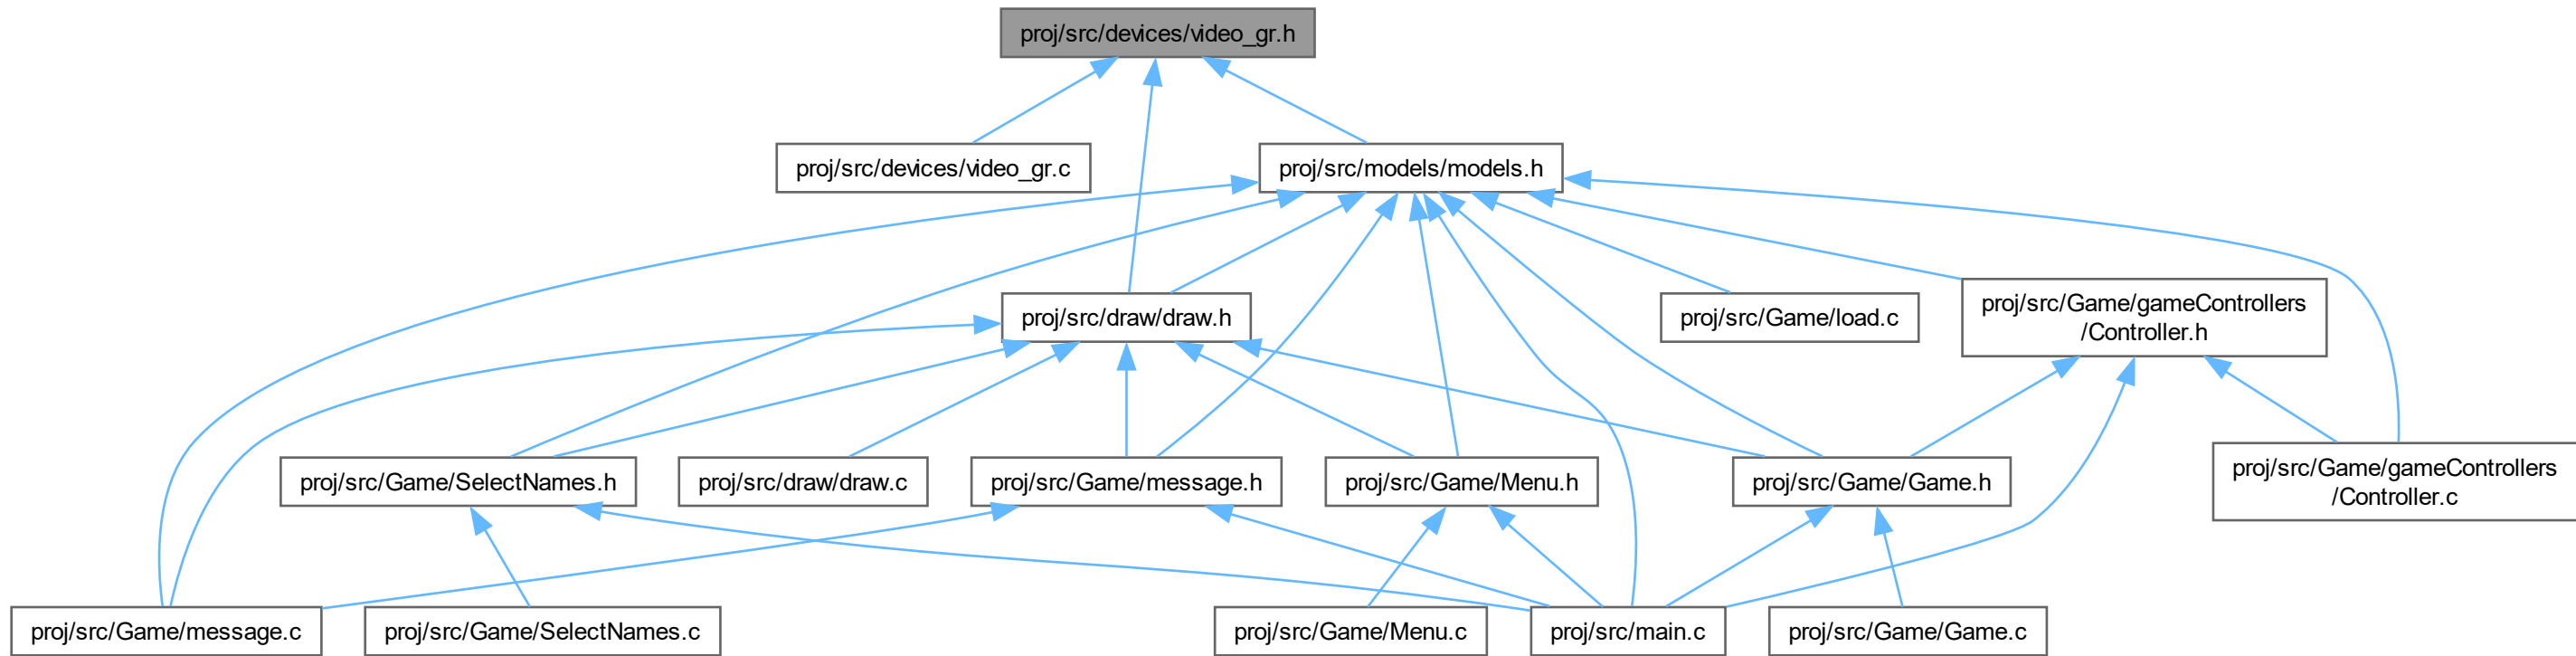 proj/src/devices/video_gr.h
proj/src/devices/video_gr.c
proj/src/models/models.h
proj/src/draw/draw.h
proj/src/Game/load.c
proj/src/Game/gameControllers
/Controller.h
proj/src/Game/SelectNames.h
proj/src/draw/draw.c
proj/src/Game/message.h
proj/src/Game/Menu.h
proj/src/Game/Game.h
proj/src/Game/gameControllers
/Controller.c
proj/src/Game/message.c
proj/src/Game/SelectNames.c
proj/src/Game/Menu.c
proj/src/main.c
proj/src/Game/Game.c